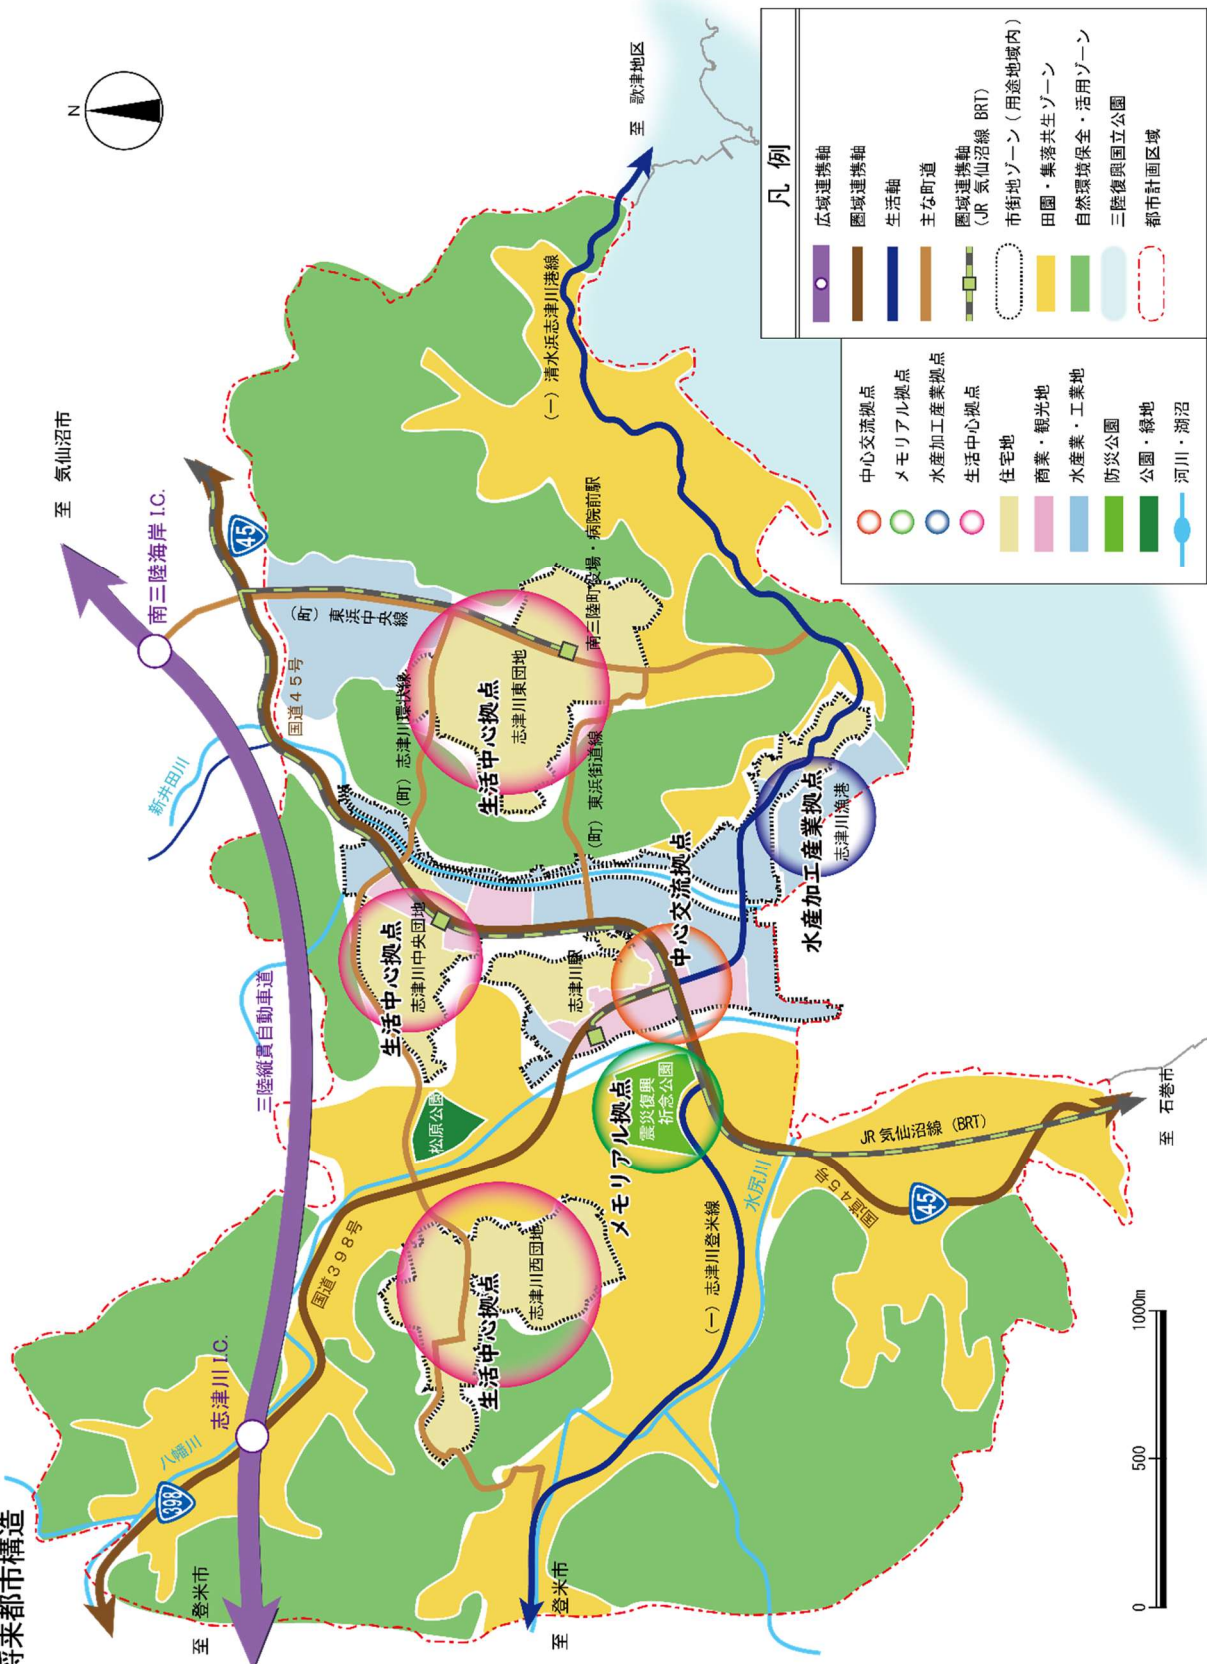 将来都市構造
N
至 気仙沼市
南三陸海岸 I.C.
45
至 歌津地区
(一) 清水浜志津川港線
国道45号
(町) 東浜
中央
線
新井田川
三陸縦貫自動車道
(町) 志津川環状線
生活中心拠点
志津川東団地
南三陸町役場・病院前駅
(町) 東浜街道線
生活中心拠点
志津川中央団地
志津川駅
中心交流拠点
水産加工産業拠点
志津川漁港
松原公園
メモリアル拠点
震災復興
祈念公園
志津川 I.C.
八幡川
398
国道398号
生活中心拠点
志津川西団地
(一) 志津川登米線
水尻川
国道45号
45
JR 気仙沼線 (BRT)
至 石巻市
至 登米市
至 登米市
0 500 1000m
凡 例
広域連携軸
圏域連携軸
生活軸
主な町道
圏域連携軸
(JR 気仙沼線 BRT)
市街地ゾーン (用途地域内)
田園・集落共生ゾーン
自然環境保全・活用ゾーン
三陸復興国立公園
都市計画区域
中心交流拠点
メモリアル拠点
水産加工産業拠点
生活中心拠点
住宅地
商業・観光地
水産業・工業地
防災公園
公園・緑地
河川・湖沼